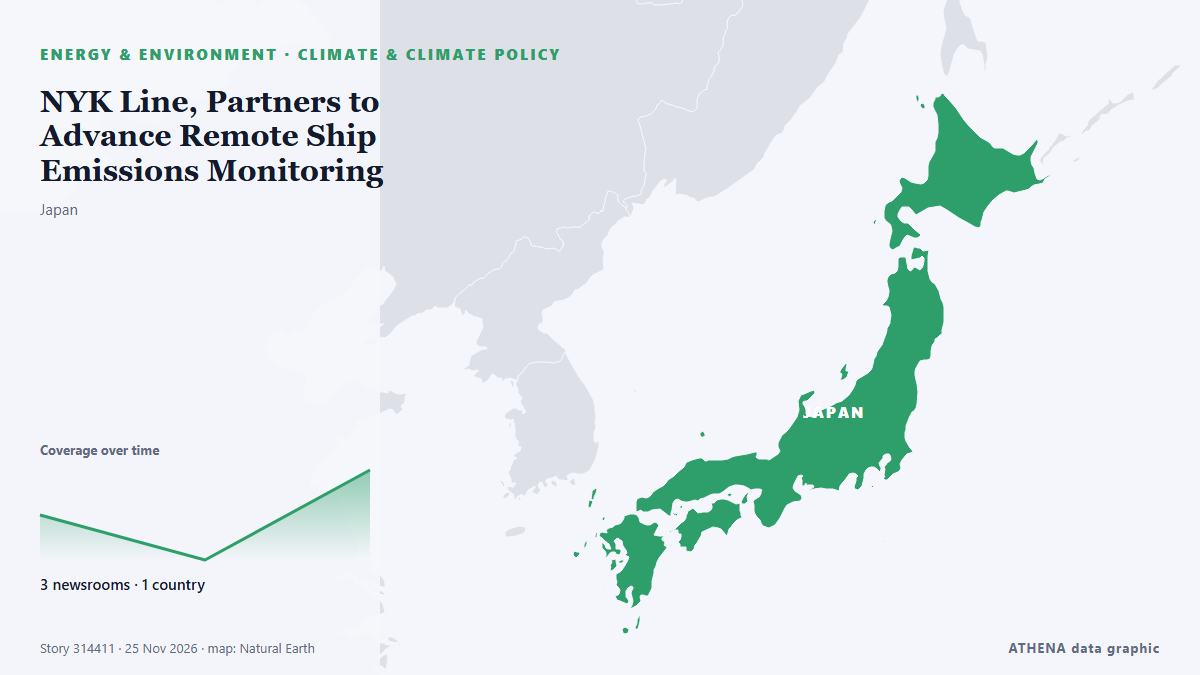 ENERGY & ENVIRONMENT · CLIMATE & CLIMATE POLICY
NYK Line, Partners to
Advance Remote Ship
Emissions Monitoring
Japan
JAPAN
Coverage over time
3 newsrooms · 1 country
Story 314411 · 25 Nov 2026 · map: Natural Earth
ATHENA data graphic